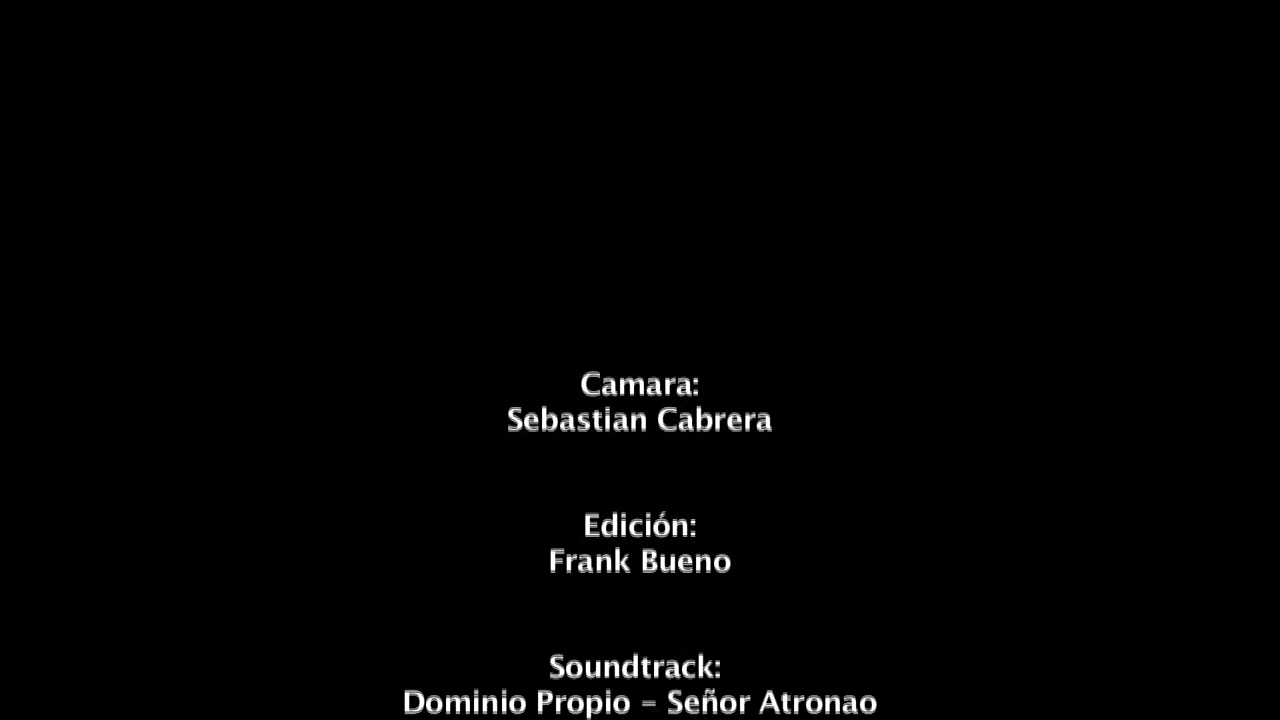 Camara:
Sebastian Cabrera
Edición:
Frank Bueno
Soundtrack:
Dominio Propio – Señor Atronao